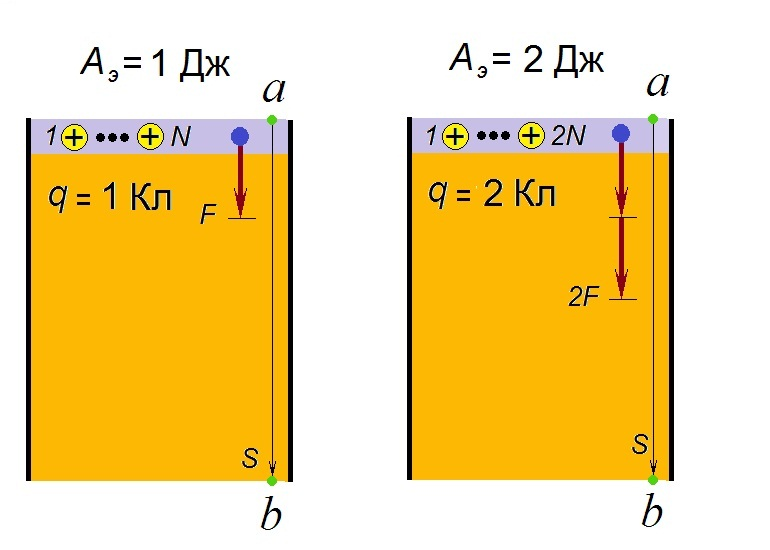 Aэ = 1 Дж
a
1 + ••• + N
q = 1 Кл
F
S
b
Aэ = 2 Дж
a
1 + ••• + 2N
q = 2 Кл
2F
S
b